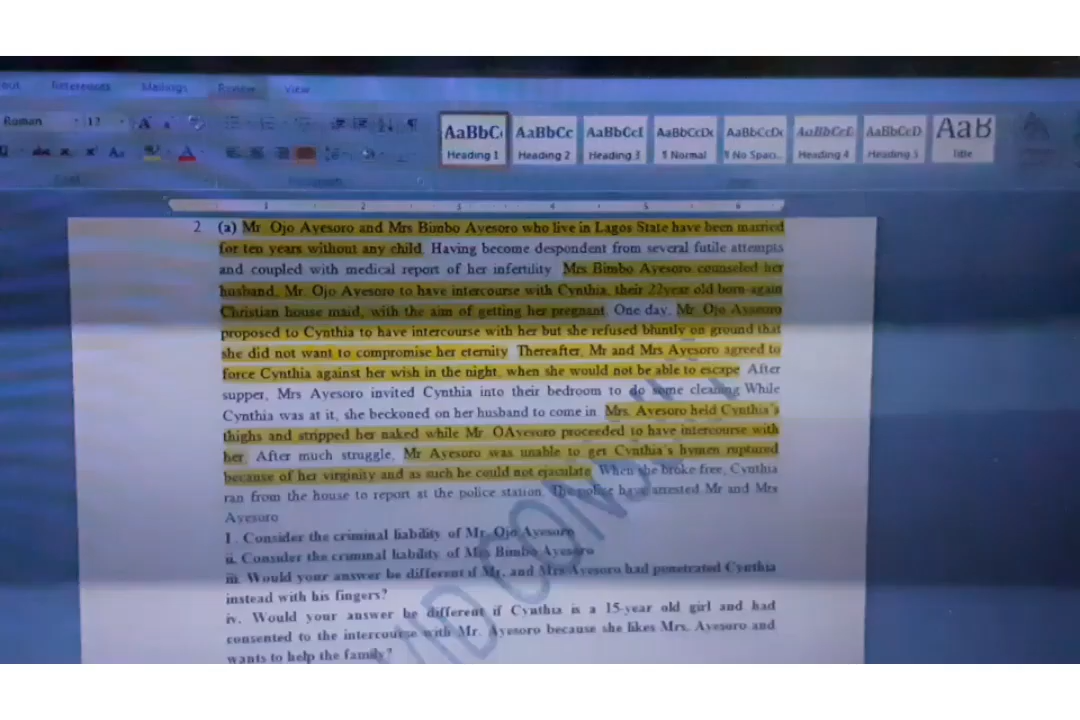 References Mailings Review View
Roman 12
AaBbC AaBbCc AaBbCcI AaBbCcDc AaBbCcDc AaBbCcD AaBbCcD AaB
Heading 1 Heading 2 Heading 3 ¶ Normal ¶ No Spaci... Heading 4 Heading 5 Title
1 2 3 4 5 6
2 (a) Mr Ojo Ayesoro and Mrs Bimbo Ayesoro who live in Lagos State have been married
for ten years without any child. Having become despondent from several futile attempts
and coupled with medical report of her infertility. Mrs Bimbo Ayesoro counseled her
husband, Mr. Ojo Ayesoro to have intercourse with Cynthia, their 22year old born-again
Christian house maid, with the aim of getting her pregnant. One day, Mr Ojo Ayesoro
proposed to Cynthia to have intercourse with her but she refused bluntly on ground that
she did not want to compromise her eternity. Thereafter, Mr and Mrs Ayesoro agreed to
force Cynthia against her wish in the night, when she would not be able to escape. After
supper, Mrs Ayesoro invited Cynthia into their bedroom to do some cleaning While
Cynthia was at it, she beckoned on her husband to come in. Mrs. Ayesoro held Cynthia's
thighs and stripped her naked while Mr. OAyesoro proceeded to have intercourse with
her. After much struggle, Mr Ayesoro was unable to get Cynthia's hymen ruptured
because of her virginity and as such he could not ejaculate. When she broke free, Cynthia
ran from the house to report at the police station. The police have arrested Mr and Mrs
Ayesoro
I . Consider the criminal liability of Mr. Ojo Ayesoro
ii. Consider the criminal liability of Mrs Bimbo Ayesoro
iii. Would your answer be different if Mr. and Mrs Ayesoro had penetrated Cynthia
instead with his fingers?
iv. Would your answer be different if Cynthia is a 15-year old girl and had
consented to the intercourse with Mr. Ayesoro because she likes Mrs. Ayesoro and
wants to help the family?